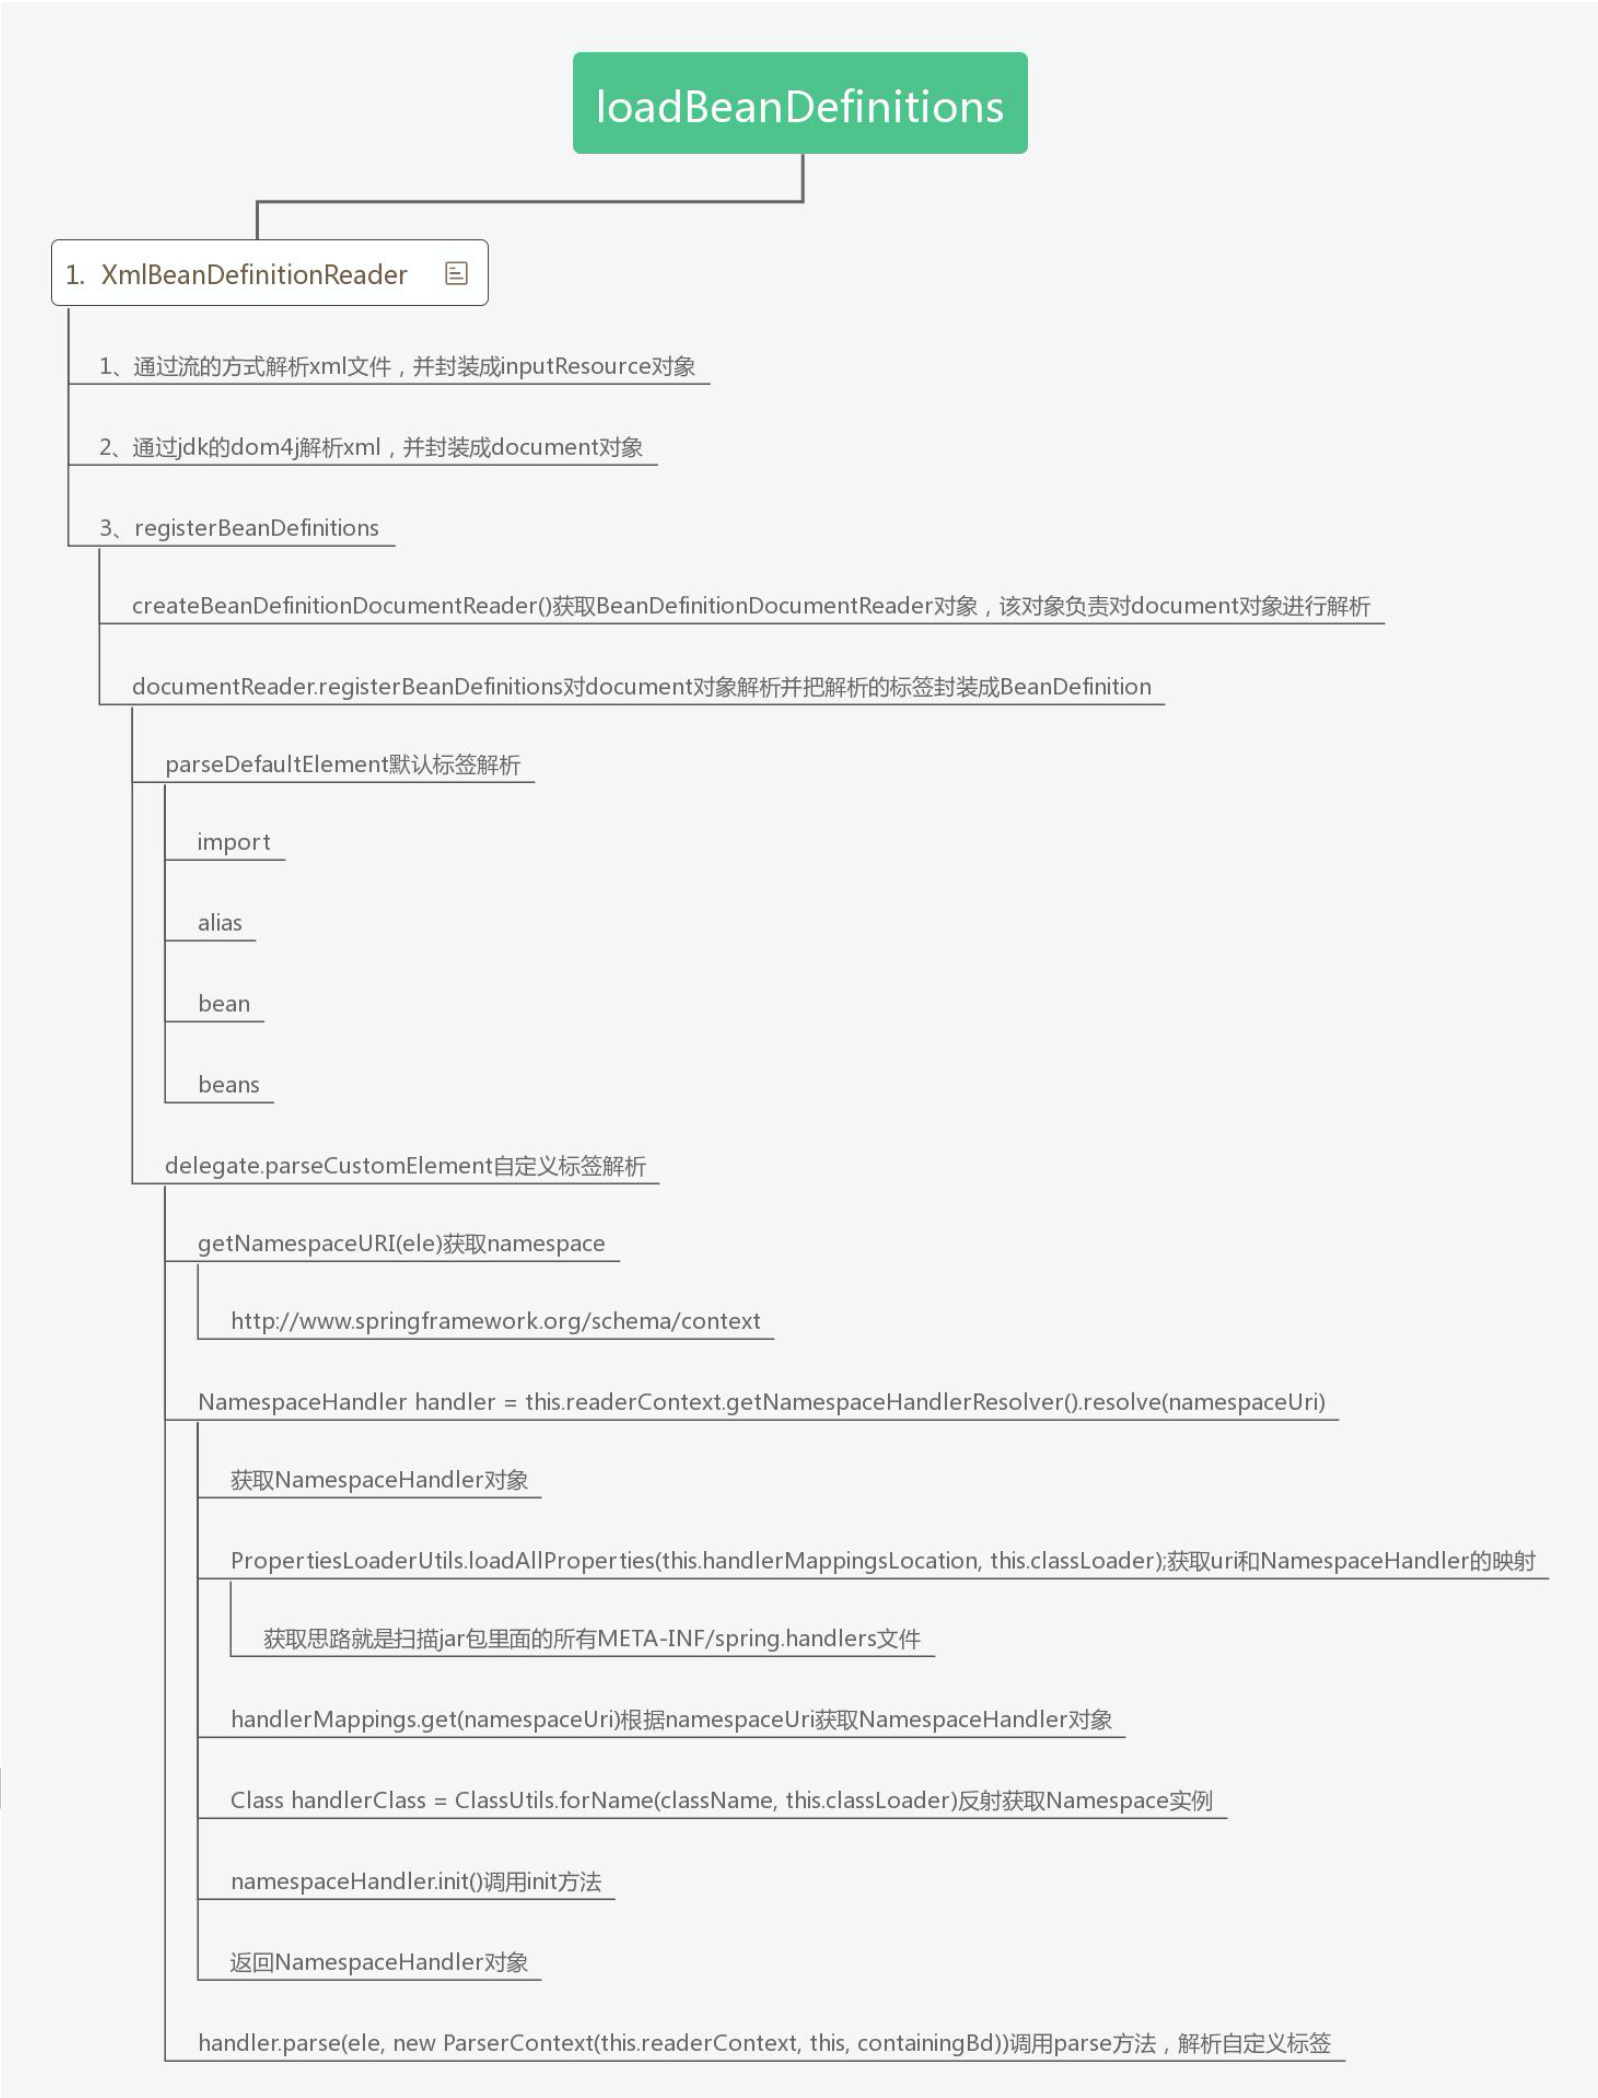 loadBeanDefinitions
1. XmlBeanDefinitionReader
1、通过流的方式解析xml文件，并封装成inputResource对象
2、通过jdk的dom4j解析xml，并封装成document对象
3、registerBeanDefinitions
createBeanDefinitionDocumentReader()获取BeanDefinitionDocumentReader对象，该对象负责对document对象进行解析
documentReader.registerBeanDefinitions对document对象解析并把解析的标签封装成BeanDefinition
parseDefaultElement默认标签解析
import
alias
bean
beans
delegate.parseCustomElement自定义标签解析
getNamespaceURI(ele)获取namespace
http://www.springframework.org/schema/context
NamespaceHandler handler = this.readerContext.getNamespaceHandlerResolver().resolve(namespaceUri)
获取NamespaceHandler对象
PropertiesLoaderUtils.loadAllProperties(this.handlerMappingsLocation, this.classLoader);获取uri和NamespaceHandler的映射
获取思路就是扫描jar包里面的所有META-INF/spring.handlers文件
handlerMappings.get(namespaceUri)根据namespaceUri获取NamespaceHandler对象
Class handlerClass = ClassUtils.forName(className, this.classLoader)反射获取Namespace实例
namespaceHandler.init()调用init方法
返回NamespaceHandler对象
handler.parse(ele, new ParserContext(this.readerContext, this, containingBd))调用parse方法，解析自定义标签